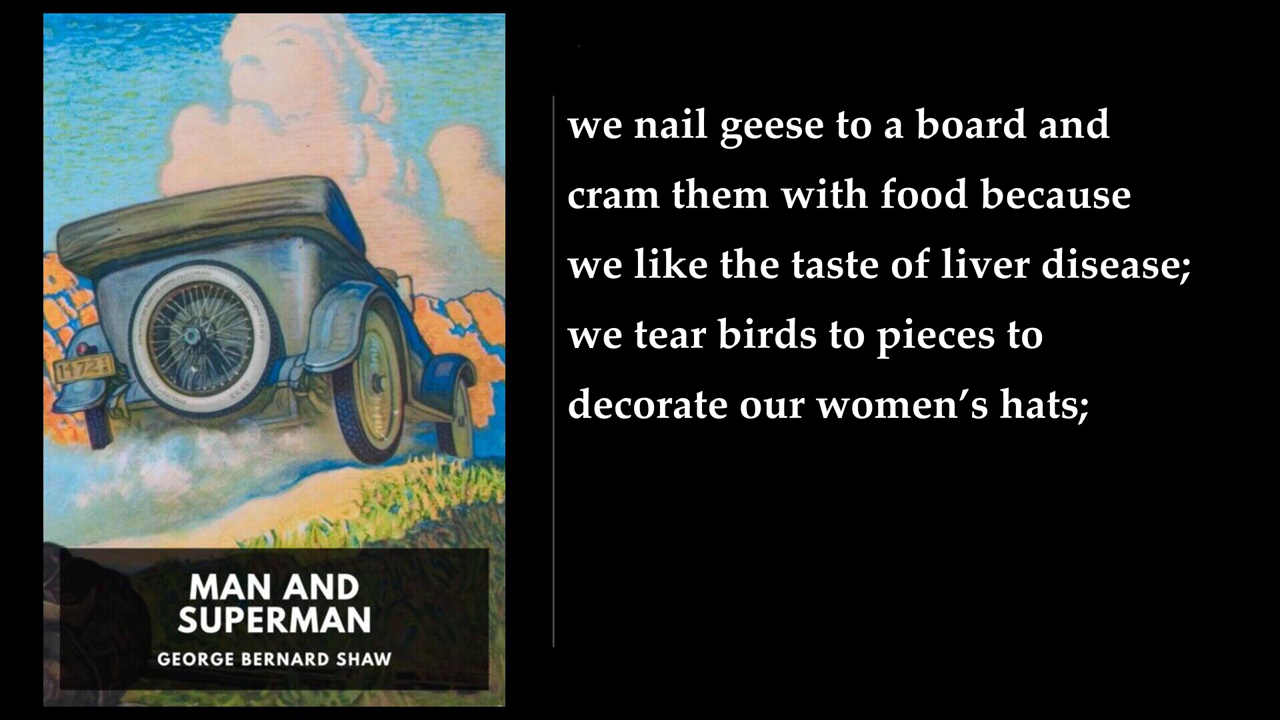 we nail geese to a board and
cram them with food because
we like the taste of liver disease;
we tear birds to pieces to
decorate our women’s hats;
1472
MAN AND
SUPERMAN
GEORGE BERNARD SHAW